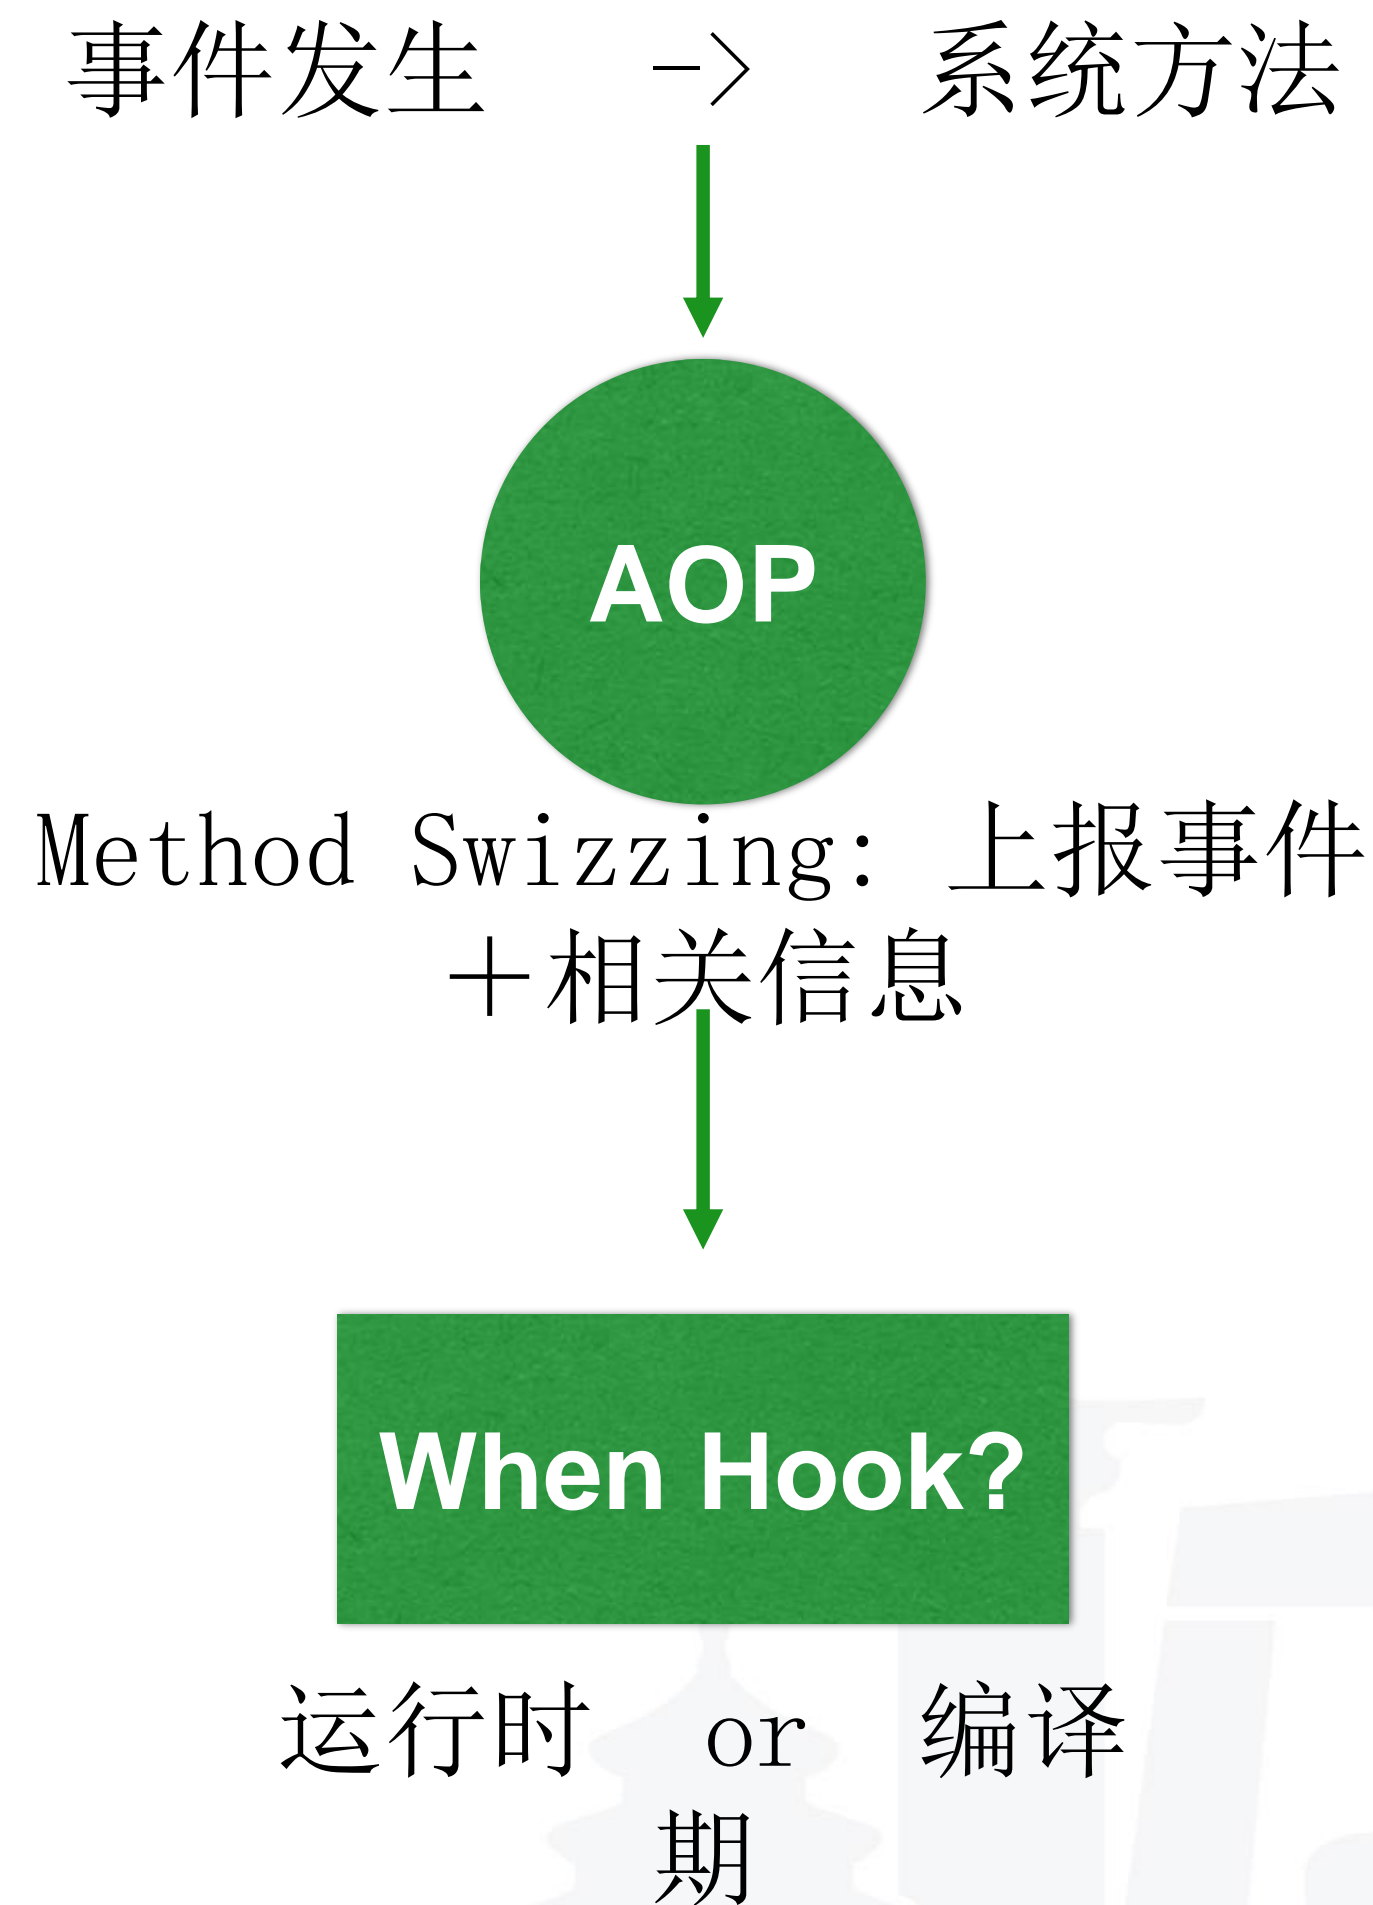 事件发生 -> 系统方法
AOP
Method Swizzing: 上报事件
＋相关信息
When Hook?
运行时 or 编译
期